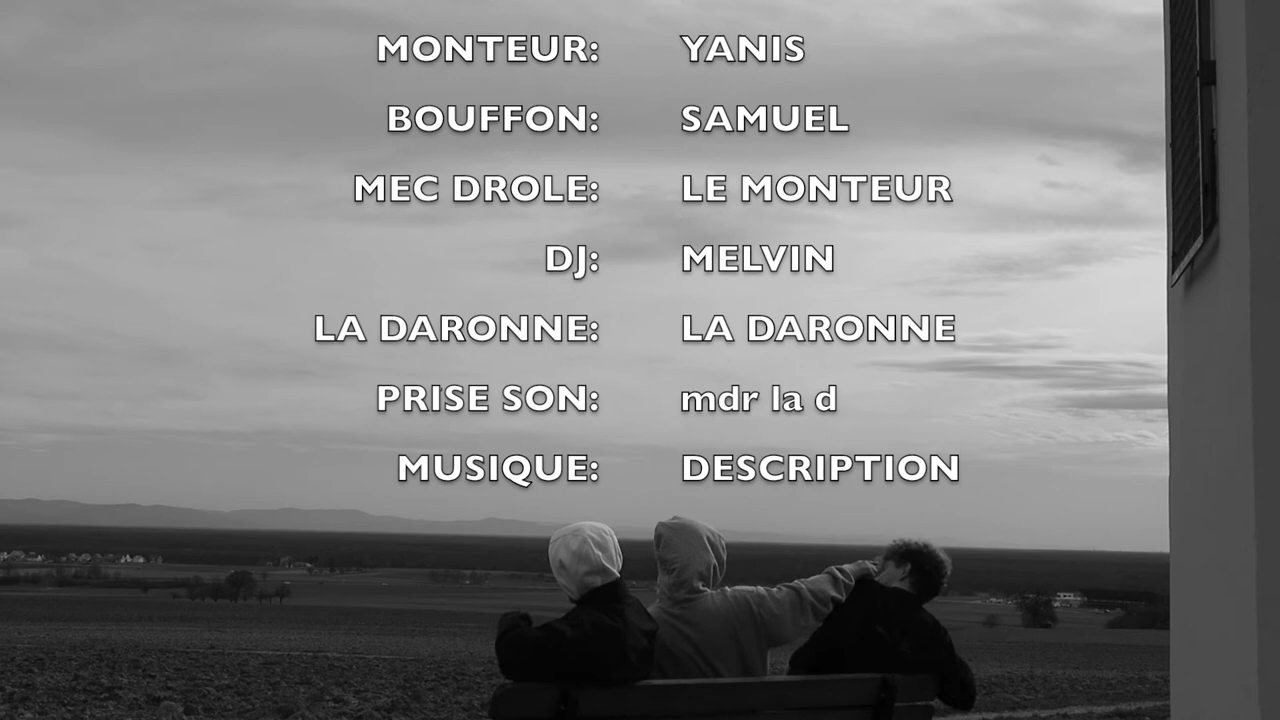 MONTEUR: YANIS
BOUFFON: SAMUEL
MEC DROLE: LE MONTEUR
DJ: MELVIN
LA DARONNE: LA DARONNE
PRISE SON: mdr la d
MUSIQUE: DESCRIPTION